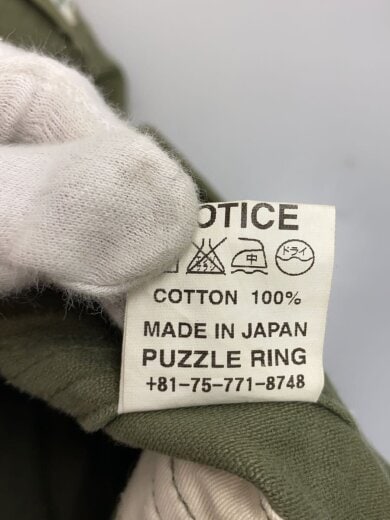 OTICE
中 ドライ
COTTON 100%
MADE IN JAPAN
PUZZLE RING
+81-75-771-8748